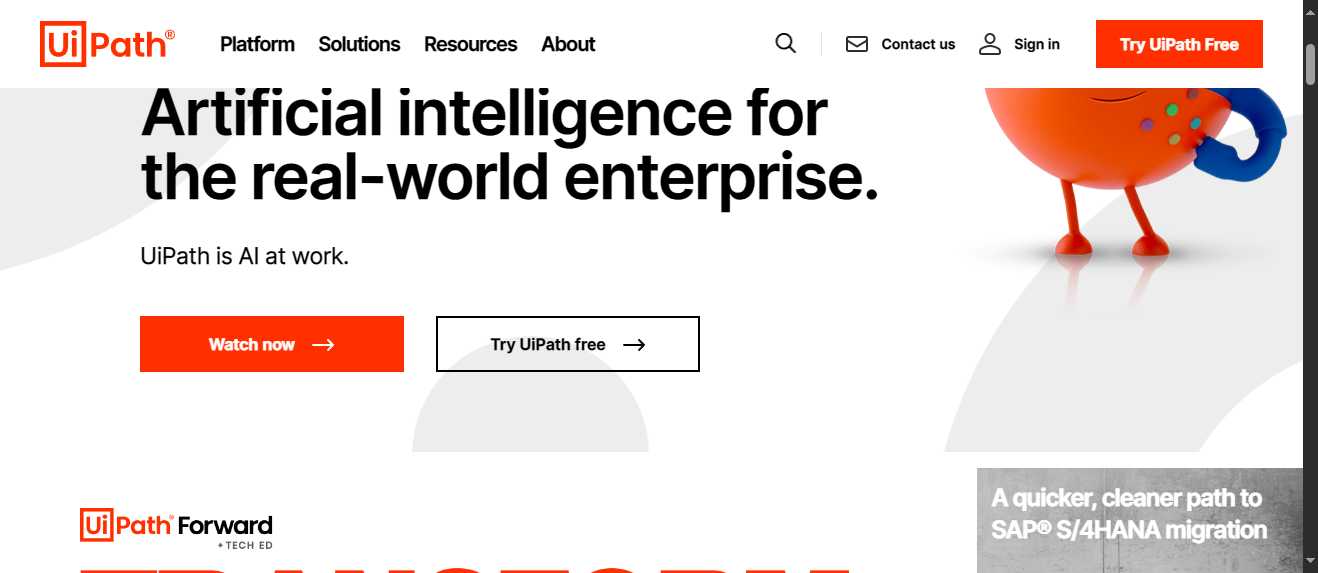 UiPath®
Platform
Solutions
Resources
About
Contact us
Sign in
Try UiPath Free
Artificial intelligence for
the real-world enterprise.
UiPath is AI at work.
Watch now
Try UiPath free
UiPath® Forward
+TECH ED
A quicker, cleaner path to
SAP® S/4HANA migration